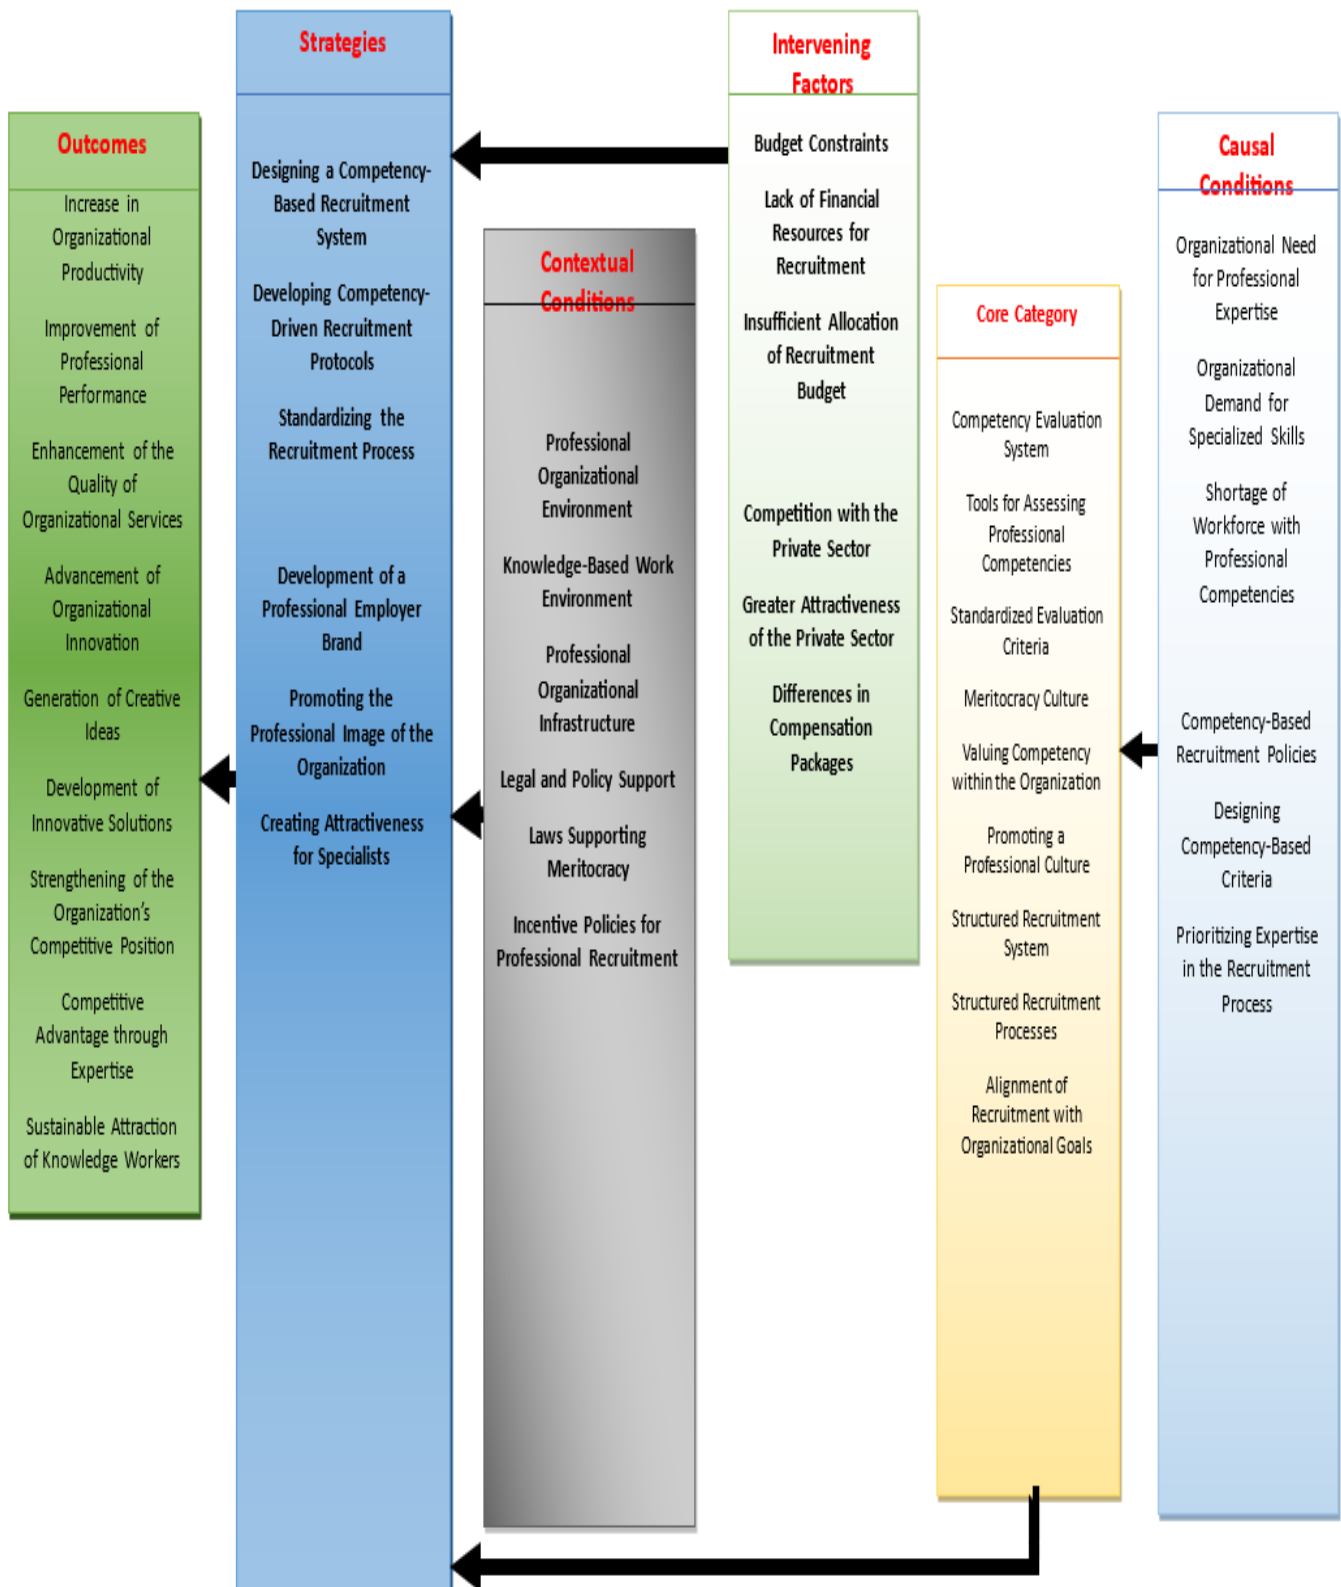 Outcomes
Increase in
Organizational
Productivity
Improvement of
Professional
Performance
Enhancement of the
Quality of
Organizational Services
Advancement of
Organizational
Innovation
Generation of Creative
Ideas
Development of
Innovative Solutions
Strengthening of the
Organization's
Competitive Position
Competitive
Advantage through
Expertise
Sustainable Attraction
of Knowledge Workers
Strategies
Designing a Competency-
Based Recruitment
System
Developing Competency-
Driven Recruitment
Protocols
Standardizing the
Recruitment Process
Development of a
Professional Employer
Brand
Promoting the
Professional Image of the
Organization
Creating Attractiveness
for Specialists
Contextual
Conditions
Professional
Organizational
Environment
Knowledge-Based Work
Environment
Professional
Organizational
Infrastructure
Legal and Policy Support
Laws Supporting
Meritocracy
Incentive Policies for
Professional Recruitment
Intervening
Factors
Budget Constraints
Lack of Financial
Resources for
Recruitment
Insufficient Allocation
of Recruitment
Budget
Competition with the
Private Sector
Greater Attractiveness
of the Private Sector
Differences in
Compensation
Packages
Core Category
Competency Evaluation
System
Tools for Assessing
Professional
Competencies
Standardized Evaluation
Criteria
Meritocracy Culture
Valuing Competency
within the Organization
Promoting a
Professional Culture
Structured Recruitment
System
Structured Recruitment
Processes
Alignment of
Recruitment with
Organizational Goals
Causal
Conditions
Organizational Need
for Professional
Expertise
Organizational
Demand for
Specialized Skills
Shortage of
Workforce with
Professional
Competencies
Competency-Based
Recruitment Policies
Designing
Competency-Based
Criteria
Prioritizing Expertise
in the Recruitment
Process